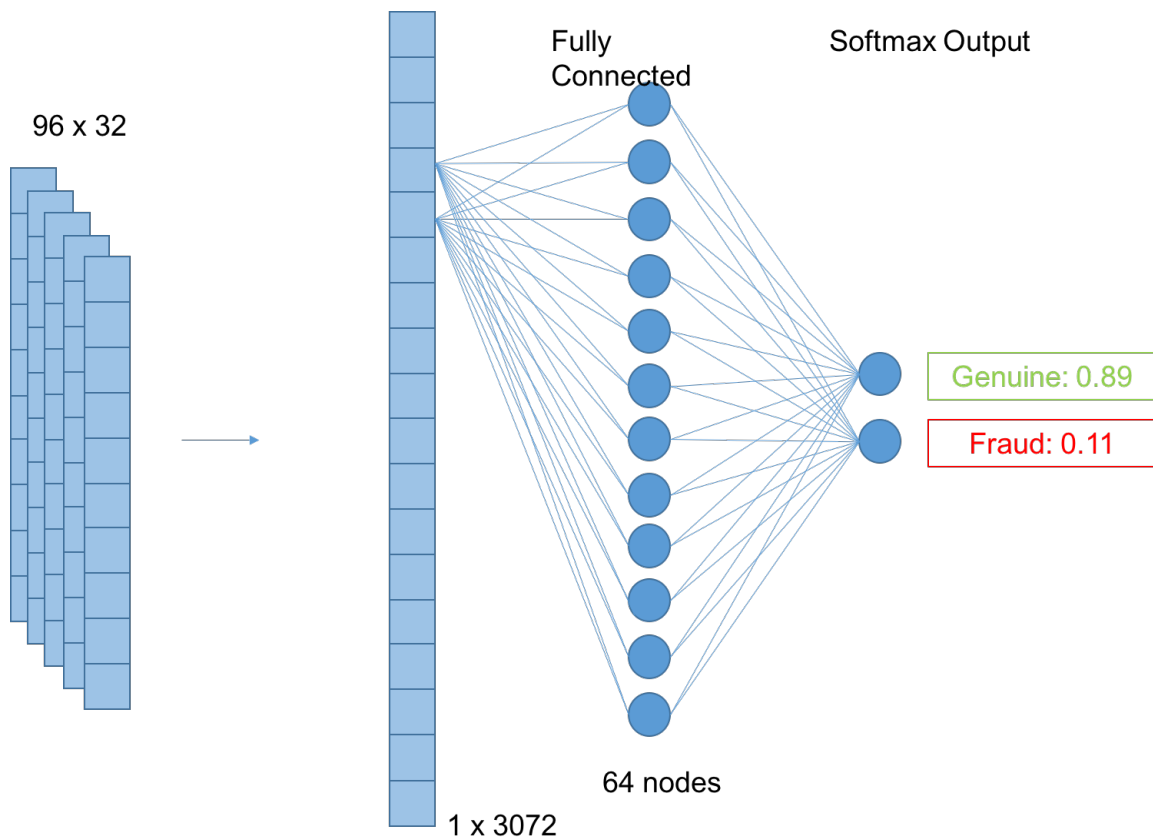 Fully
Connected
Softmax Output
96 x 32
Genuine: 0.89
Fraud: 0.11
64 nodes
1 x 3072